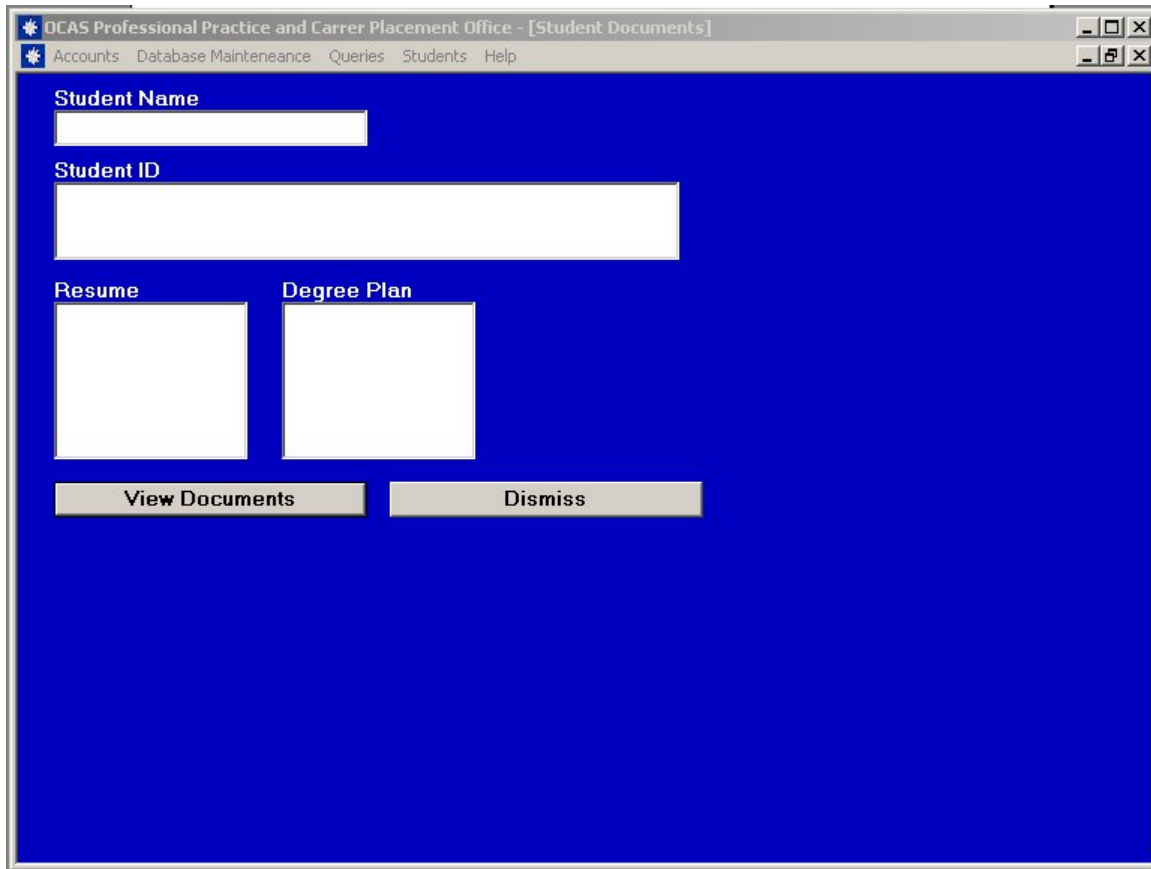 OCAS Professional Practice and Carrer Placement Office - [Student Documents]
Accounts Database Mainteneance Queries Students Help
Student Name
Student ID
Resume Degree Plan
View Documents Dismiss